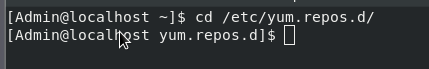 [Admin@localhost ~]$ cd /etc/yum.repos.d/
[Admin@localhost yum.repos.d]$